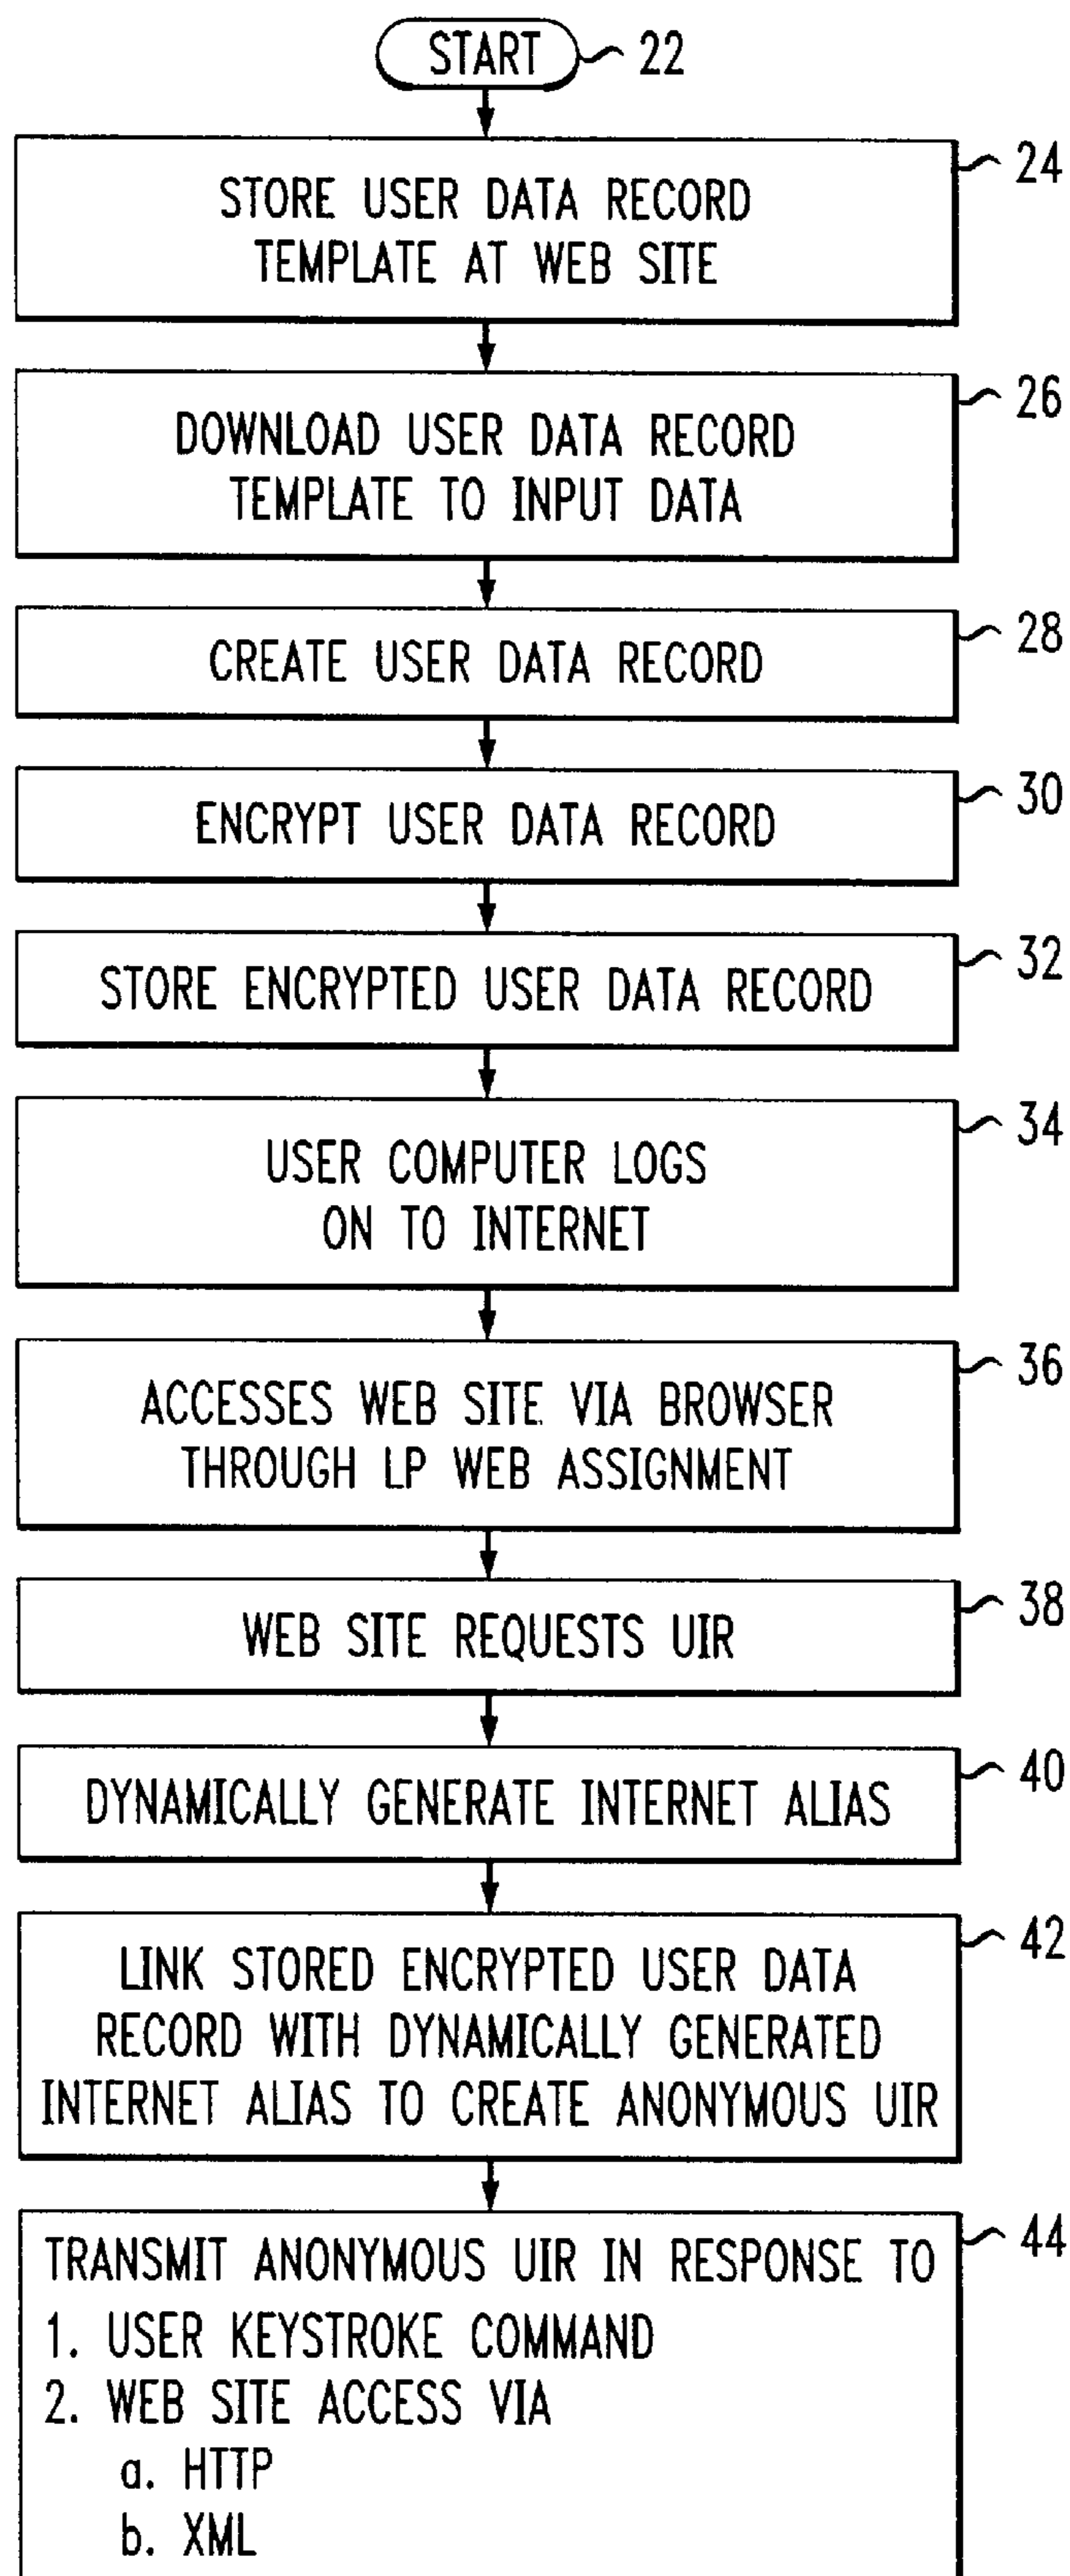 START 22
24
STORE USER DATA RECORD
TEMPLATE AT WEB SITE
26
DOWNLOAD USER DATA RECORD
TEMPLATE TO INPUT DATA
28
CREATE USER DATA RECORD
30
ENCRYPT USER DATA RECORD
32
STORE ENCRYPTED USER DATA RECORD
34
USER COMPUTER LOGS
ON TO INTERNET
36
ACCESSES WEB SITE VIA BROWSER
THROUGH LP WEB ASSIGNMENT
38
WEB SITE REQUESTS UIR
40
DYNAMICALLY GENERATE INTERNET ALIAS
42
LINK STORED ENCRYPTED USER DATA
RECORD WITH DYNAMICALLY GENERATED
INTERNET ALIAS TO CREATE ANONYMOUS UIR
44
TRANSMIT ANONYMOUS UIR IN RESPONSE TO
1. USER KEYSTROKE COMMAND
2. WEB SITE ACCESS VIA
a. HTTP
b. XML